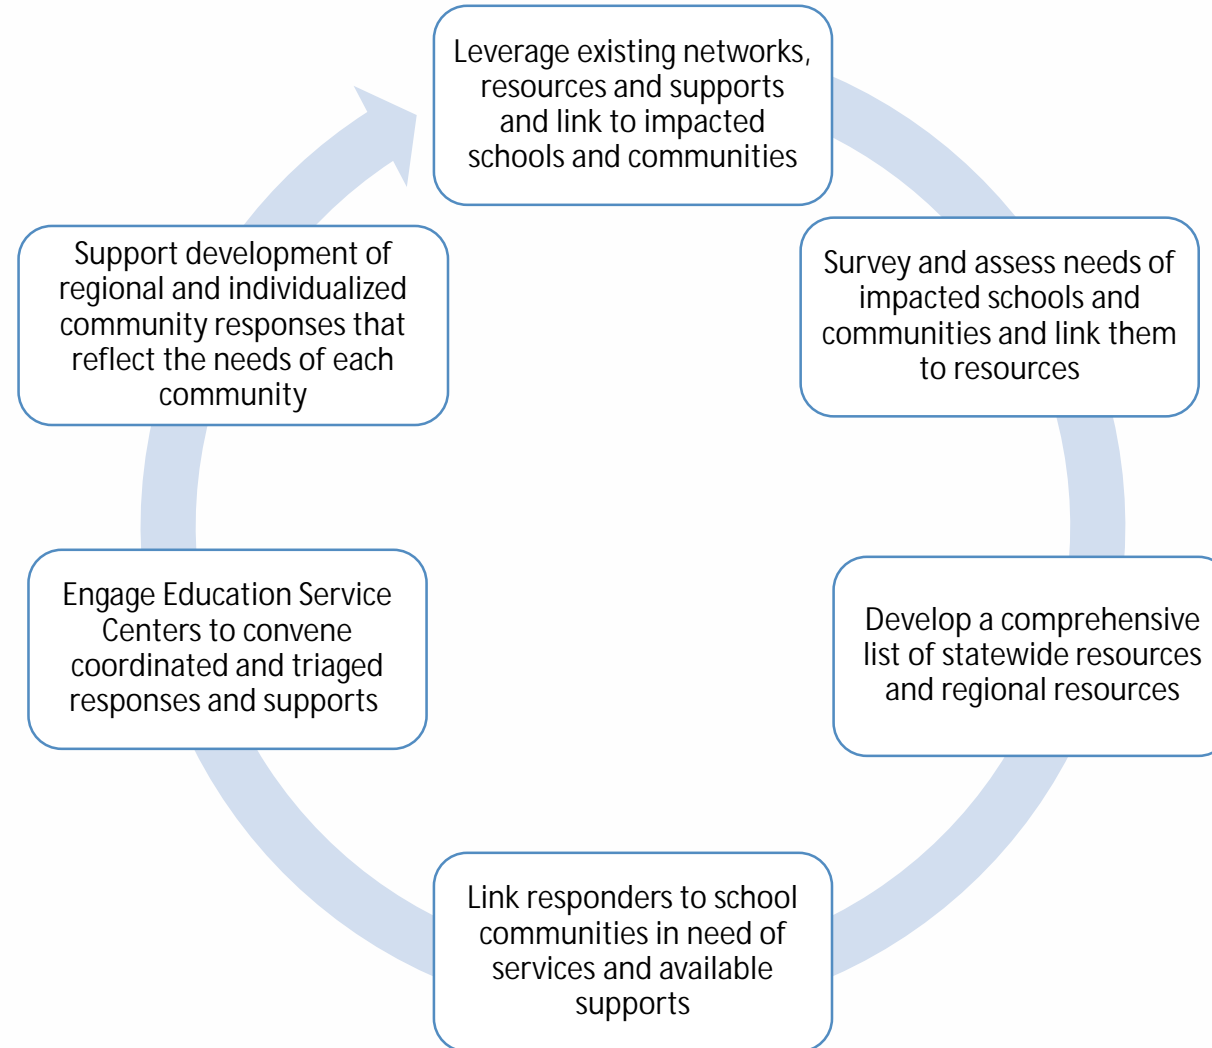 Leverage existing networks,
resources and supports
and link to impacted
schools and communities
Survey and assess needs of
impacted schools and
communities and link them
to resources
Develop a comprehensive
list of statewide resources
and regional resources
Link responders to school
communities in need of
services and available
supports
Engage Education Service
Centers to convene
coordinated and triaged
responses and supports
Support development of
regional and individualized
community responses that
reflect the needs of each
community